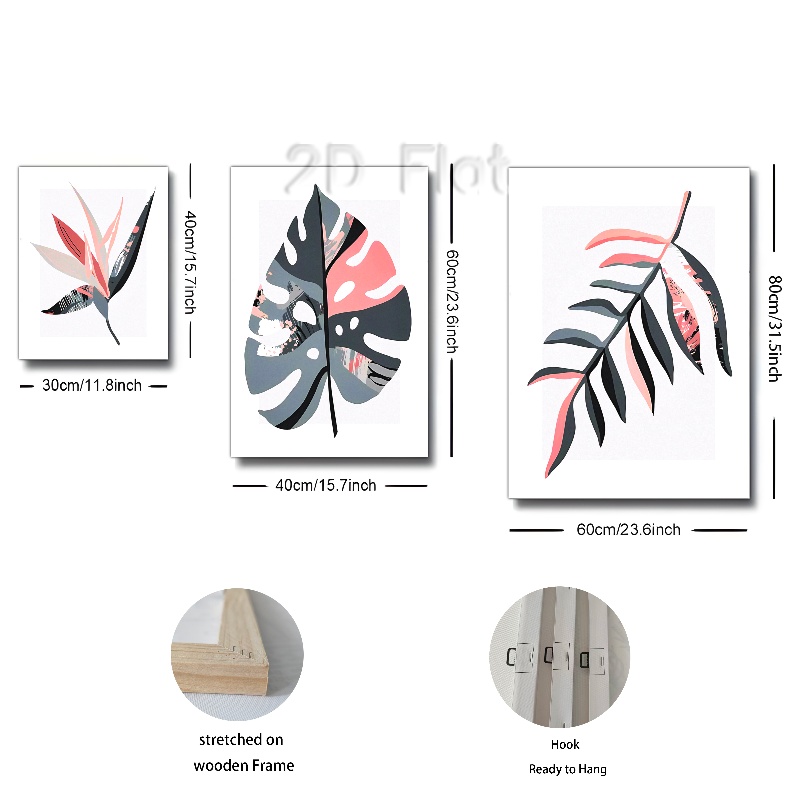 2D Flat
40cm/15.7inch
30cm/11.8inch
60cm/23.6inch
40cm/15.7inch
80cm/31.5inch
60cm/23.6inch
stretched on
wooden Frame
Hook
Ready to Hang